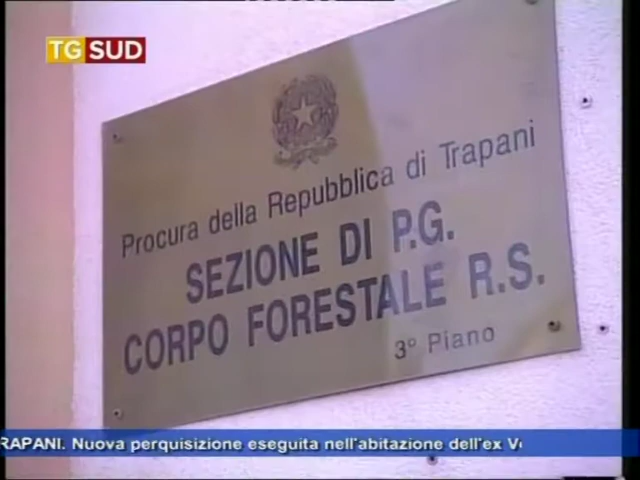 TG SUD
Procura della Repubblica di Trapani
SEZIONE DI P.G.
CORPO FORESTALE R.S.
3° Piano
RAPANI. Nuova perquisizione eseguita nell'abitazione dell'ex